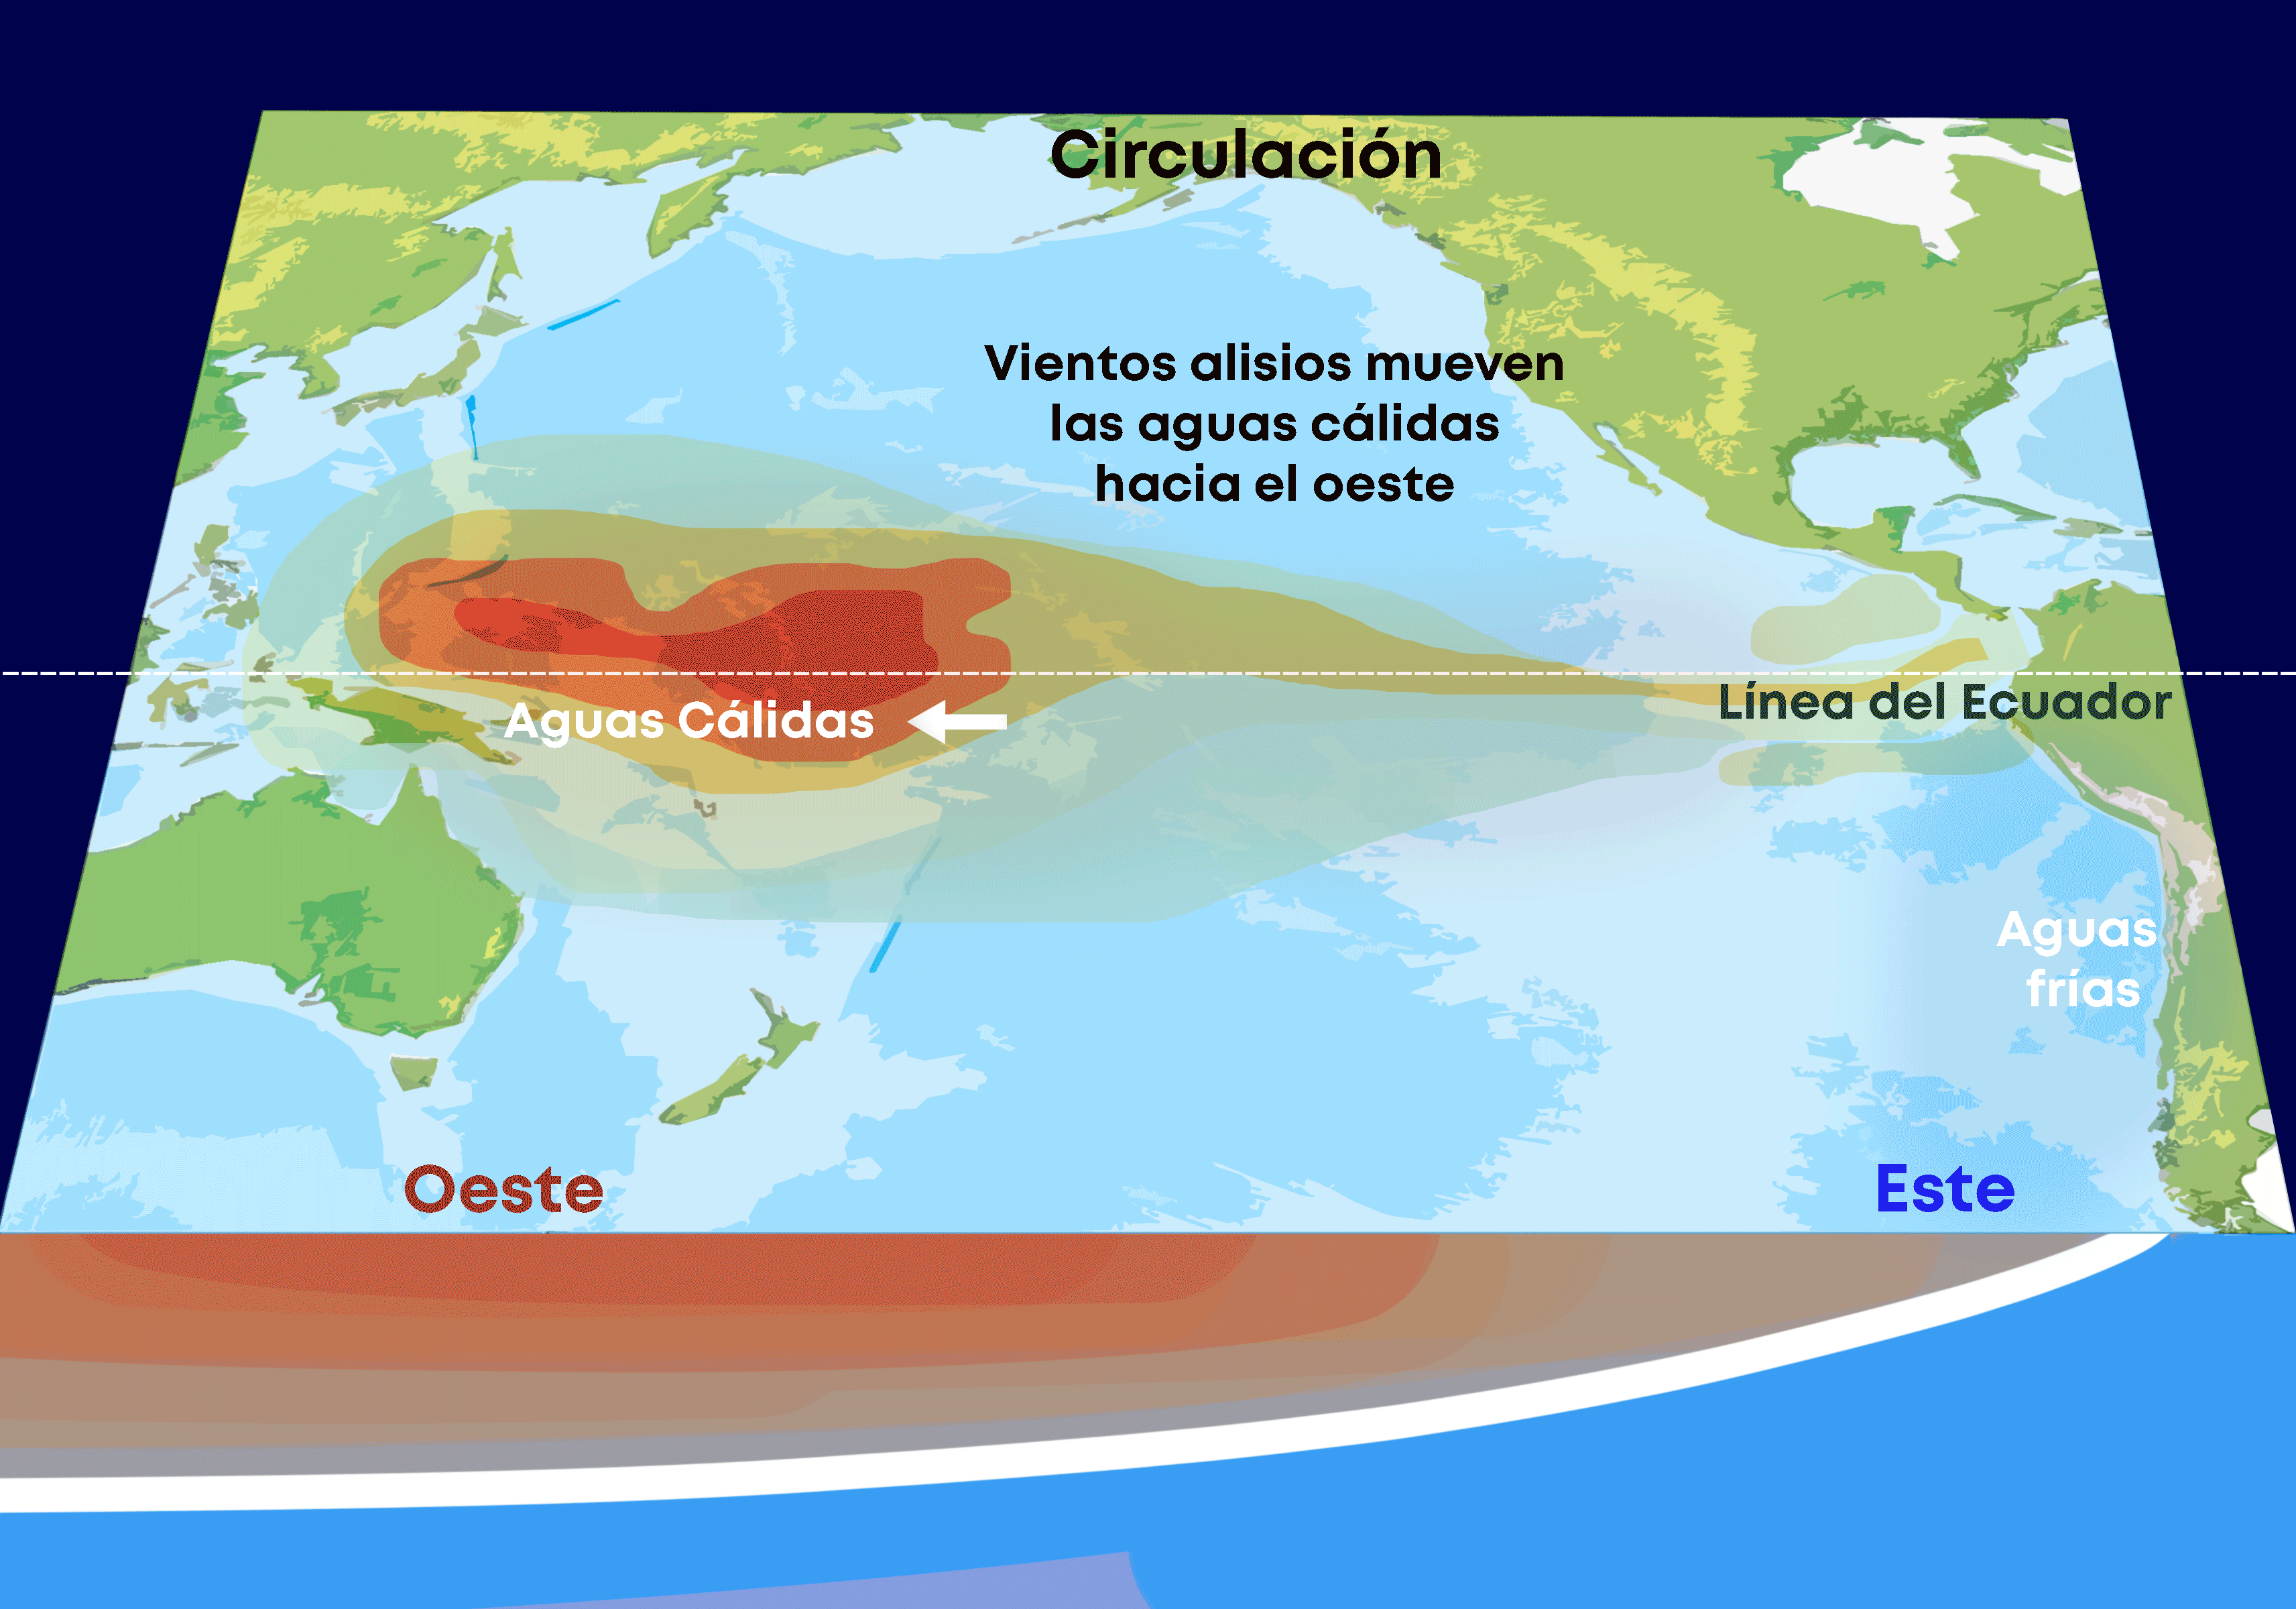 Circulación
Vientos alisios mueven
las aguas cálidas
hacia el oeste
Línea del Ecuador
Aguas Cálidas
Aguas
frías
Oeste
Este